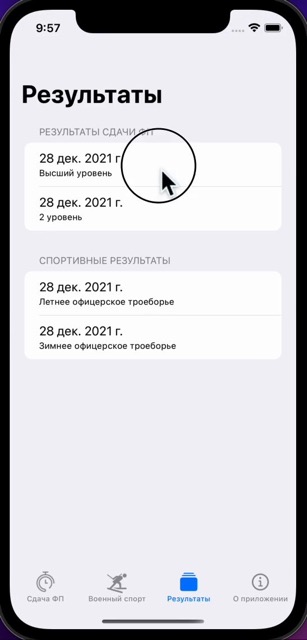 9:57
Результаты
РЕЗУЛЬТАТЫ СДАЧИ ФП
28 дек. 2021 г.
Высший уровень
28 дек. 2021 г.
2 уровень
СПОРТИВНЫЕ РЕЗУЛЬТАТЫ
28 дек. 2021 г.
Летнее офицерское троеборье
28 дек. 2021 г.
Зимнее офицерское троеборье
Сдача ФП
Военный спорт
Результаты
О приложении